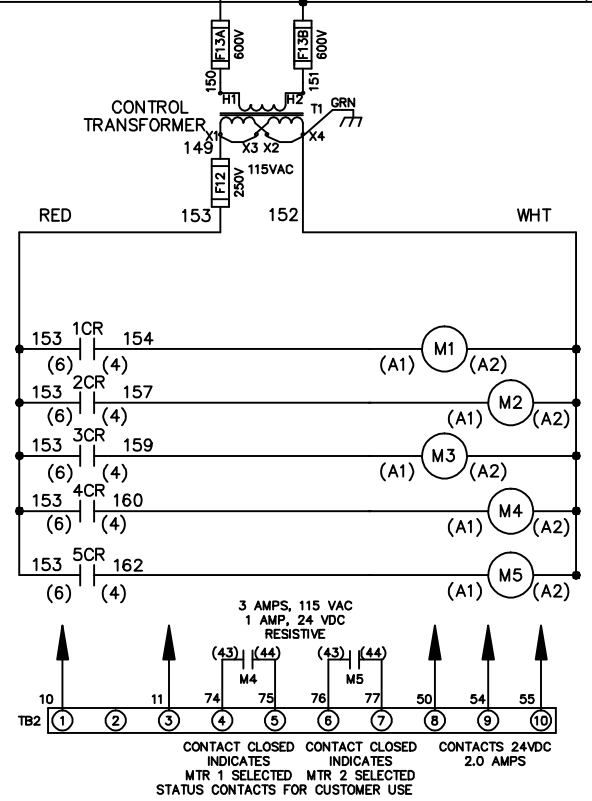 F13A 600V F13B 600V
150 151
H1 H2 T1 GRN
CONTROL
TRANSFORMER X1 X4
149 X3 X2
F12 250V 115VAC
RED 153 152 WHT
1CR
153 154 M1
(6) (4) (A1) (A2)
2CR
153 157 M2
(6) (4) (A1) (A2)
3CR
153 159 M3
(6) (4) (A1) (A2)
4CR
153 160 M4
(6) (4) (A1) (A2)
5CR
153 162 M5
(6) (4) (A1) (A2)
3 AMPS, 115 VAC
1 AMP, 24 VDC
RESISTIVE
(43) (44) (43) (44)
M4 M5
10 11 74 75 76 77 50 54 55
TB2 1 2 3 4 5 6 7 8 9 10
CONTACT CLOSED CONTACT CLOSED CONTACTS 24VDC
INDICATES INDICATES 2.0 AMPS
MTR 1 SELECTED MTR 2 SELECTED
STATUS CONTACTS FOR CUSTOMER USE